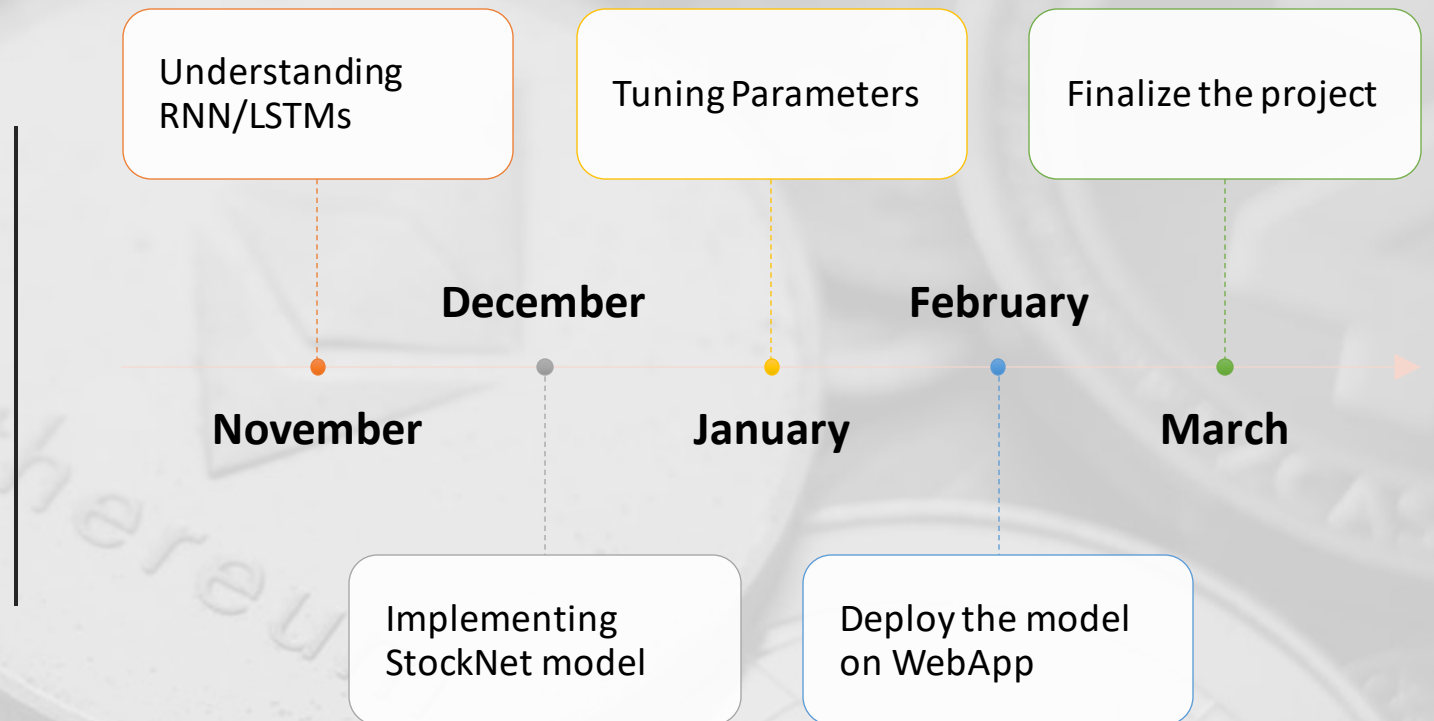 Understanding
RNN/LSTMs
Tuning Parameters
Finalize the project
December
February
November
January
March
Implementing
StockNet model
Deploy the model
on WebApp
thereu